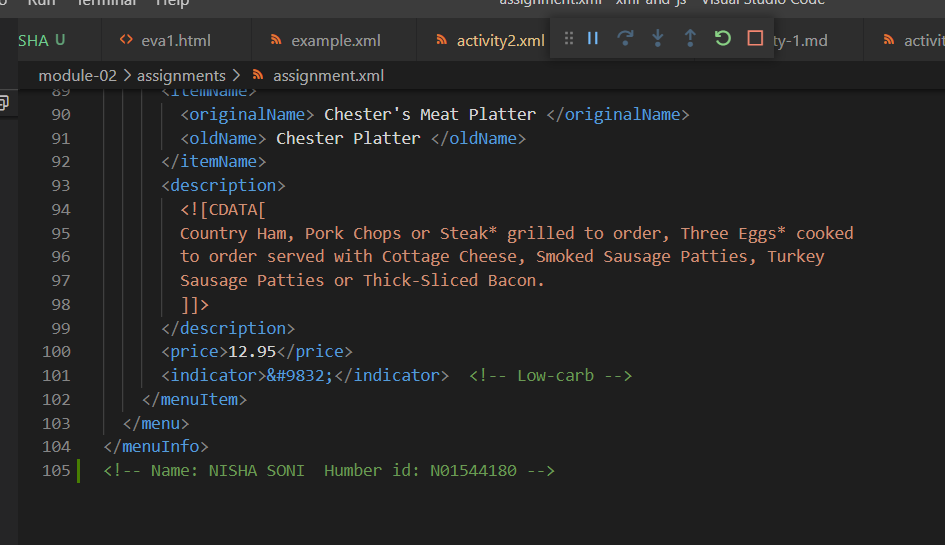 Run Terminal Help assignment.xml - xml-and-js - Visual Studio Code
SHA U <> eva1.html example.xml activity2.xml ty-1.md activit
module-02 > assignments > assignment.xml
89 <itemName>
90 <originalName> Chester's Meat Platter </originalName>
91 <oldName> Chester Platter </oldName>
92 </itemName>
93 <description>
94 <![CDATA[
95 Country Ham, Pork Chops or Steak* grilled to order, Three Eggs* cooked
96 to order served with Cottage Cheese, Smoked Sausage Patties, Turkey
97 Sausage Patties or Thick-Sliced Bacon.
98 ]]>
99 </description>
100 <price>12.95</price>
101 <indicator>&#9832;</indicator> <!-- Low-carb -->
102 </menuItem>
103 </menu>
104 </menuInfo>
105 <!-- Name: NISHA SONI  Humber id: N01544180 -->